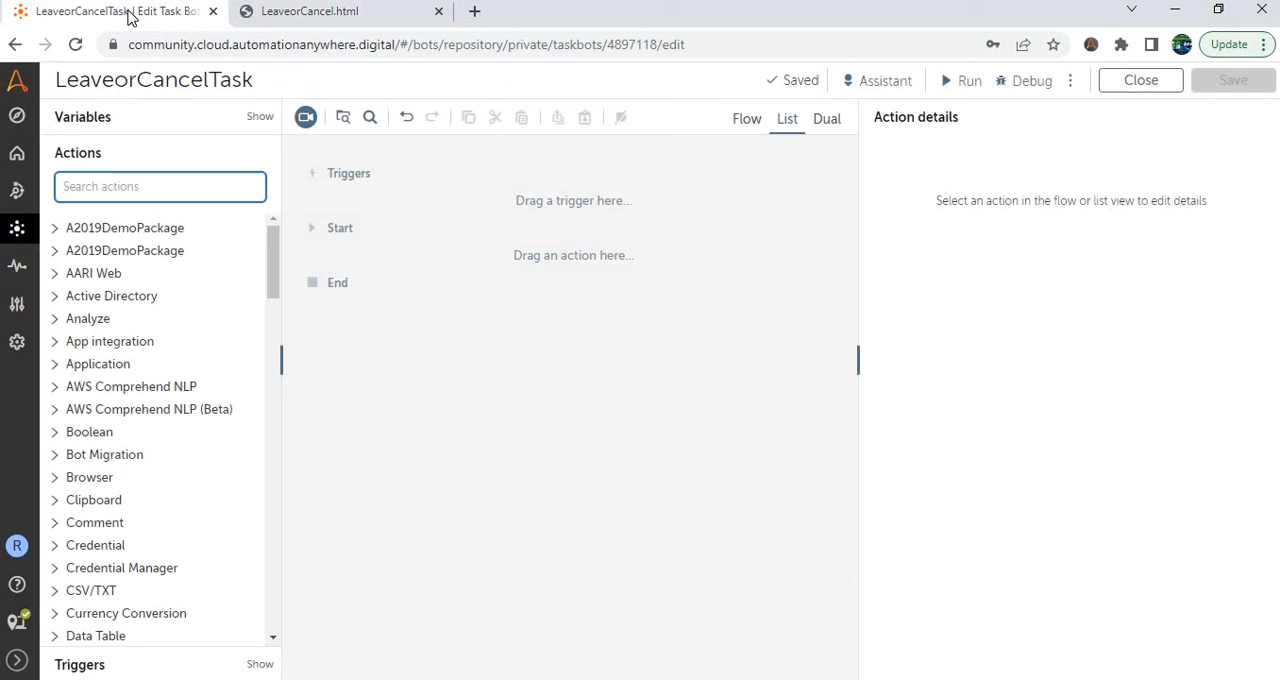 LeaveorCancelTask | Edit Task Bo
LeaveorCancel.html
community.cloud.automationanywhere.digital/#/bots/repository/private/taskbots/4897118/edit
Update
LeaveorCancelTask
Saved
Assistant
Run
Debug
Close
Save
Variables
Show
Flow
List
Dual
Action details
Actions
Search actions
Triggers
Drag a trigger here...
Select an action in the flow or list view to edit details
Start
Drag an action here...
End
A2019DemoPackage
A2019DemoPackage
AARI Web
Active Directory
Analyze
App integration
Application
AWS Comprehend NLP
AWS Comprehend NLP (Beta)
Boolean
Bot Migration
Browser
Clipboard
Comment
Credential
Credential Manager
CSV/TXT
Currency Conversion
Data Table
R
Triggers
Show